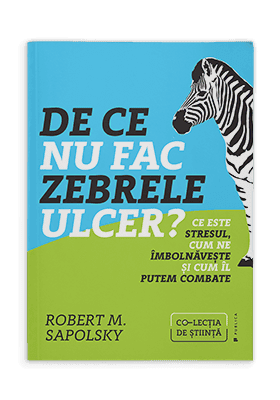 DE CE
NU FAC
ZEBRELE
ULCER?
CE ESTE
STRESUL,
CUM NE
ÎMBOLNĂVEȘTE
ȘI CUM ÎL
PUTEM COMBATE
ROBERT M.
SAPOLSKY
CO—LECȚIA
DE ȘTIINȚĂ
PUBLICA